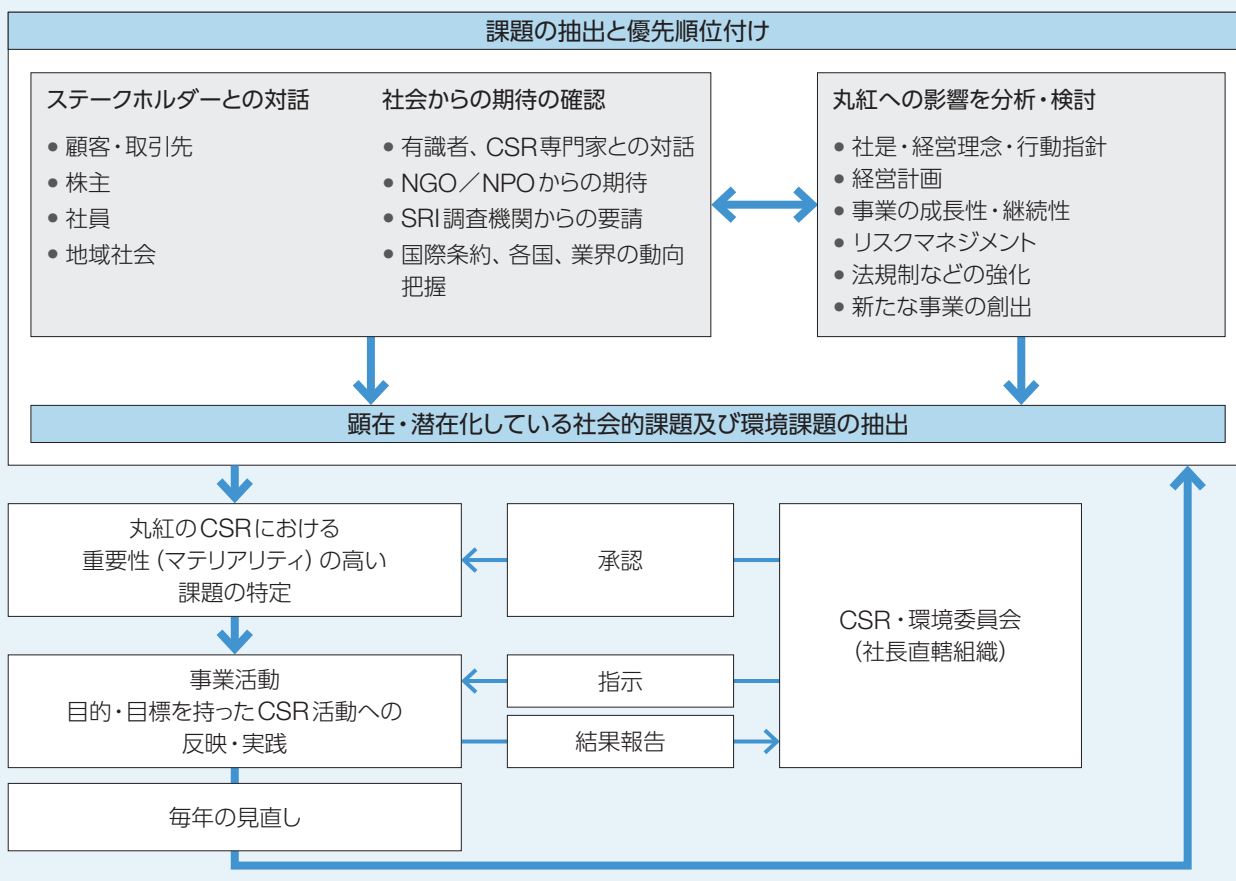 課題の抽出と優先順位付け
ステークホルダーとの対話
• 顧客・取引先
• 株主
• 社員
• 地域社会
社会からの期待の確認
• 有識者、CSR専門家との対話
• NGO／NPOからの期待
• SRI調査機関からの要請
• 国際条約、各国、業界の動向
把握
丸紅への影響を分析・検討
• 社是・経営理念・行動指針
• 経営計画
• 事業の成長性・継続性
• リスクマネジメント
• 法規制などの強化
• 新たな事業の創出
顕在・潜在化している社会的課題及び環境課題の抽出
丸紅のCSRにおける
重要性（マテリアリティ）の高い
課題の特定
承認
CSR・環境委員会
（社長直轄組織）
事業活動
目的・目標を持ったCSR活動への
反映・実践
指示
結果報告
毎年の見直し